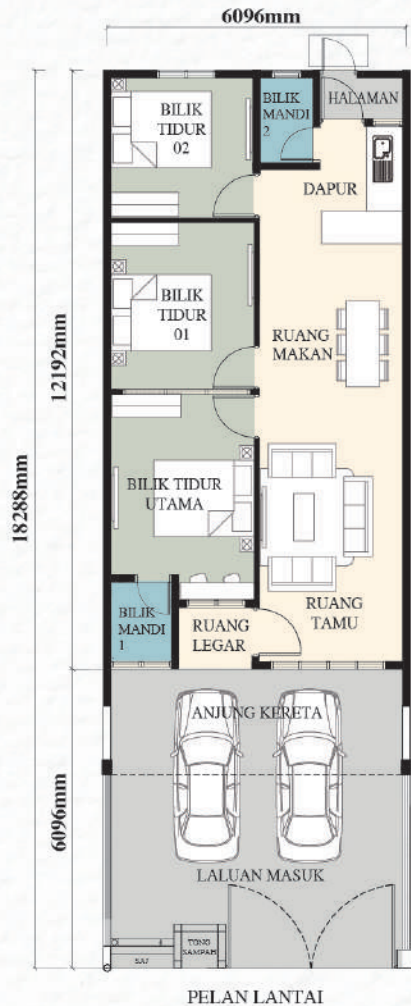 6096mm
BILIK
TIDUR
02
BILIK
MANDI
2
HALAMAN
DAPUR
BILIK
TIDUR
01
RUANG
MAKAN
12192mm
18288mm
BILIK TIDUR
UTAMA
BILIK
MANDI
1
RUANG
LEGAR
RUANG
TAMU
ANJUNG KERETA
6096mm
LALUAN MASUK
TONG
SAMPAH
PELAN LANTAI